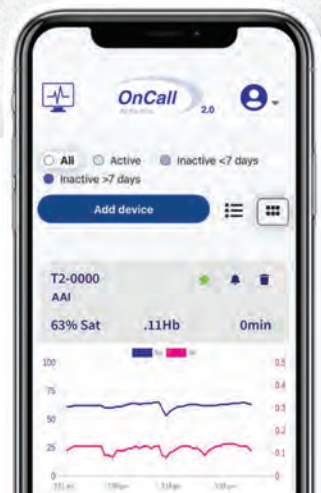 OnCall
2.0
All
Active
Inactive <7 days
Inactive >7 days
Add device
T2-0000
AAI
63% Sat .11Hb 0min
100
75
50
25
0
0.5
0.4
0.3
0.2
0.1
0